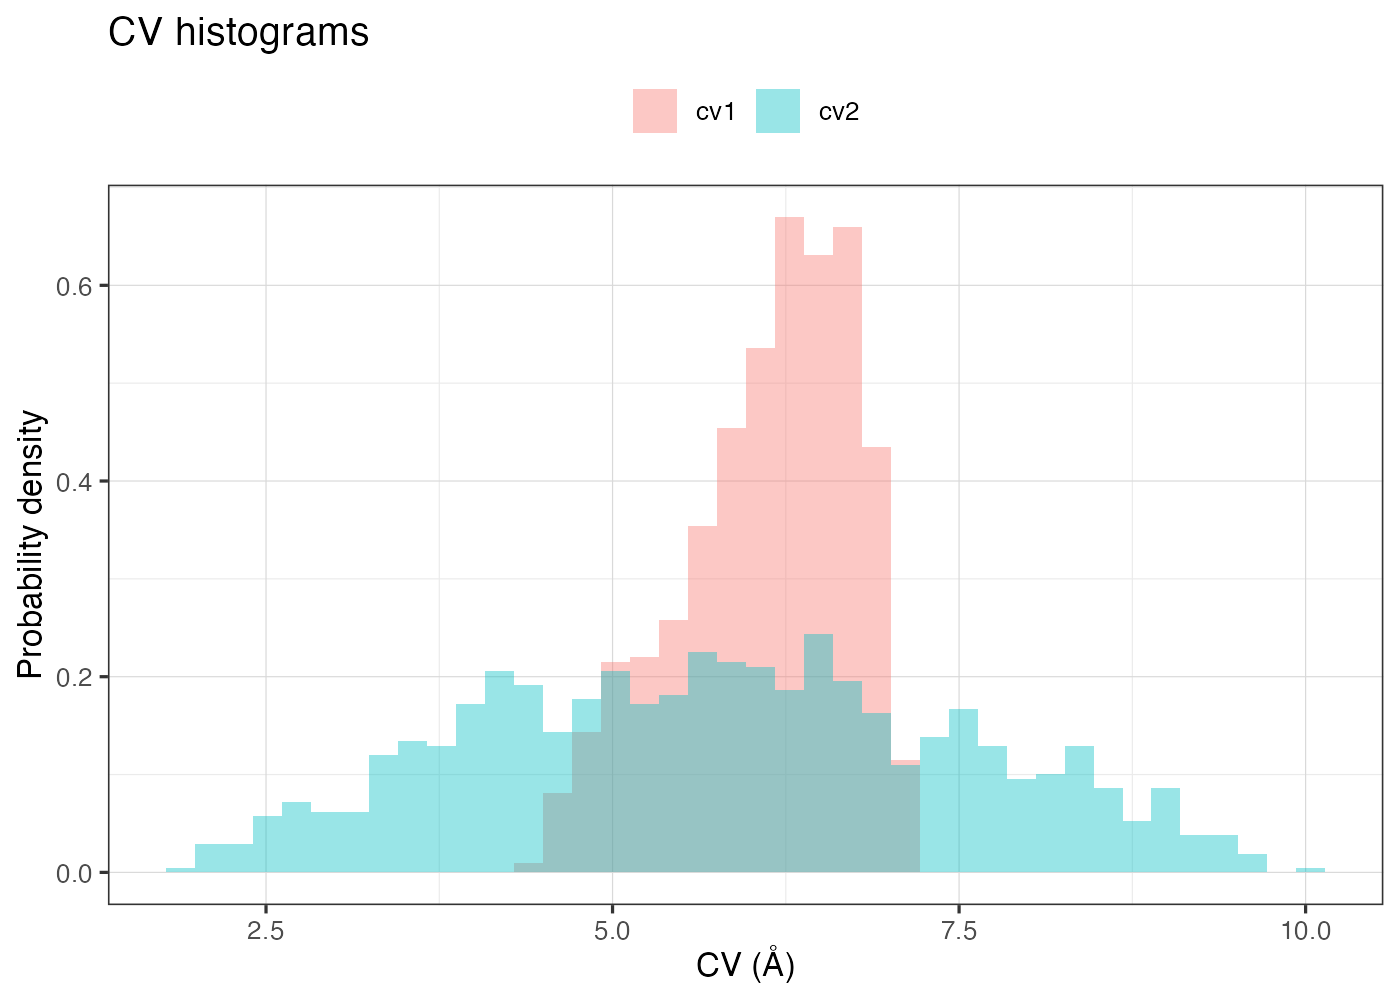 CV histograms
cv1 cv2
Probability density
0.6
0.4
0.2
0.0
2.5 5.0 7.5 10.0
CV (Å)